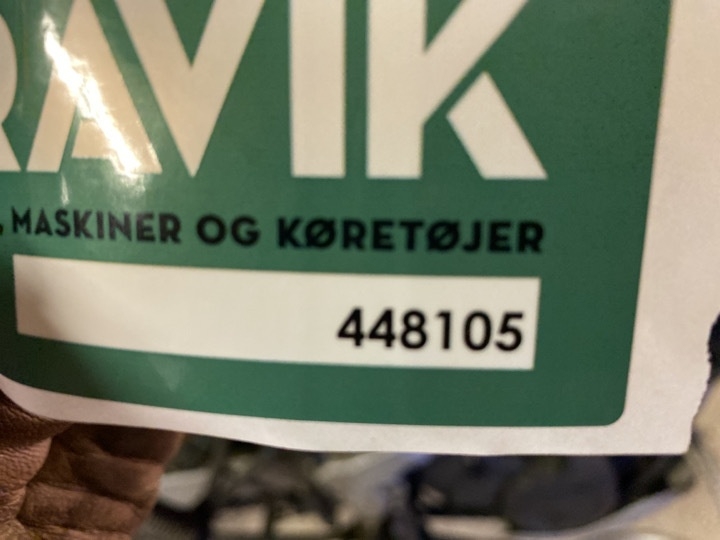 RAVIK
, MASKINER OG KØRETØJER
448105